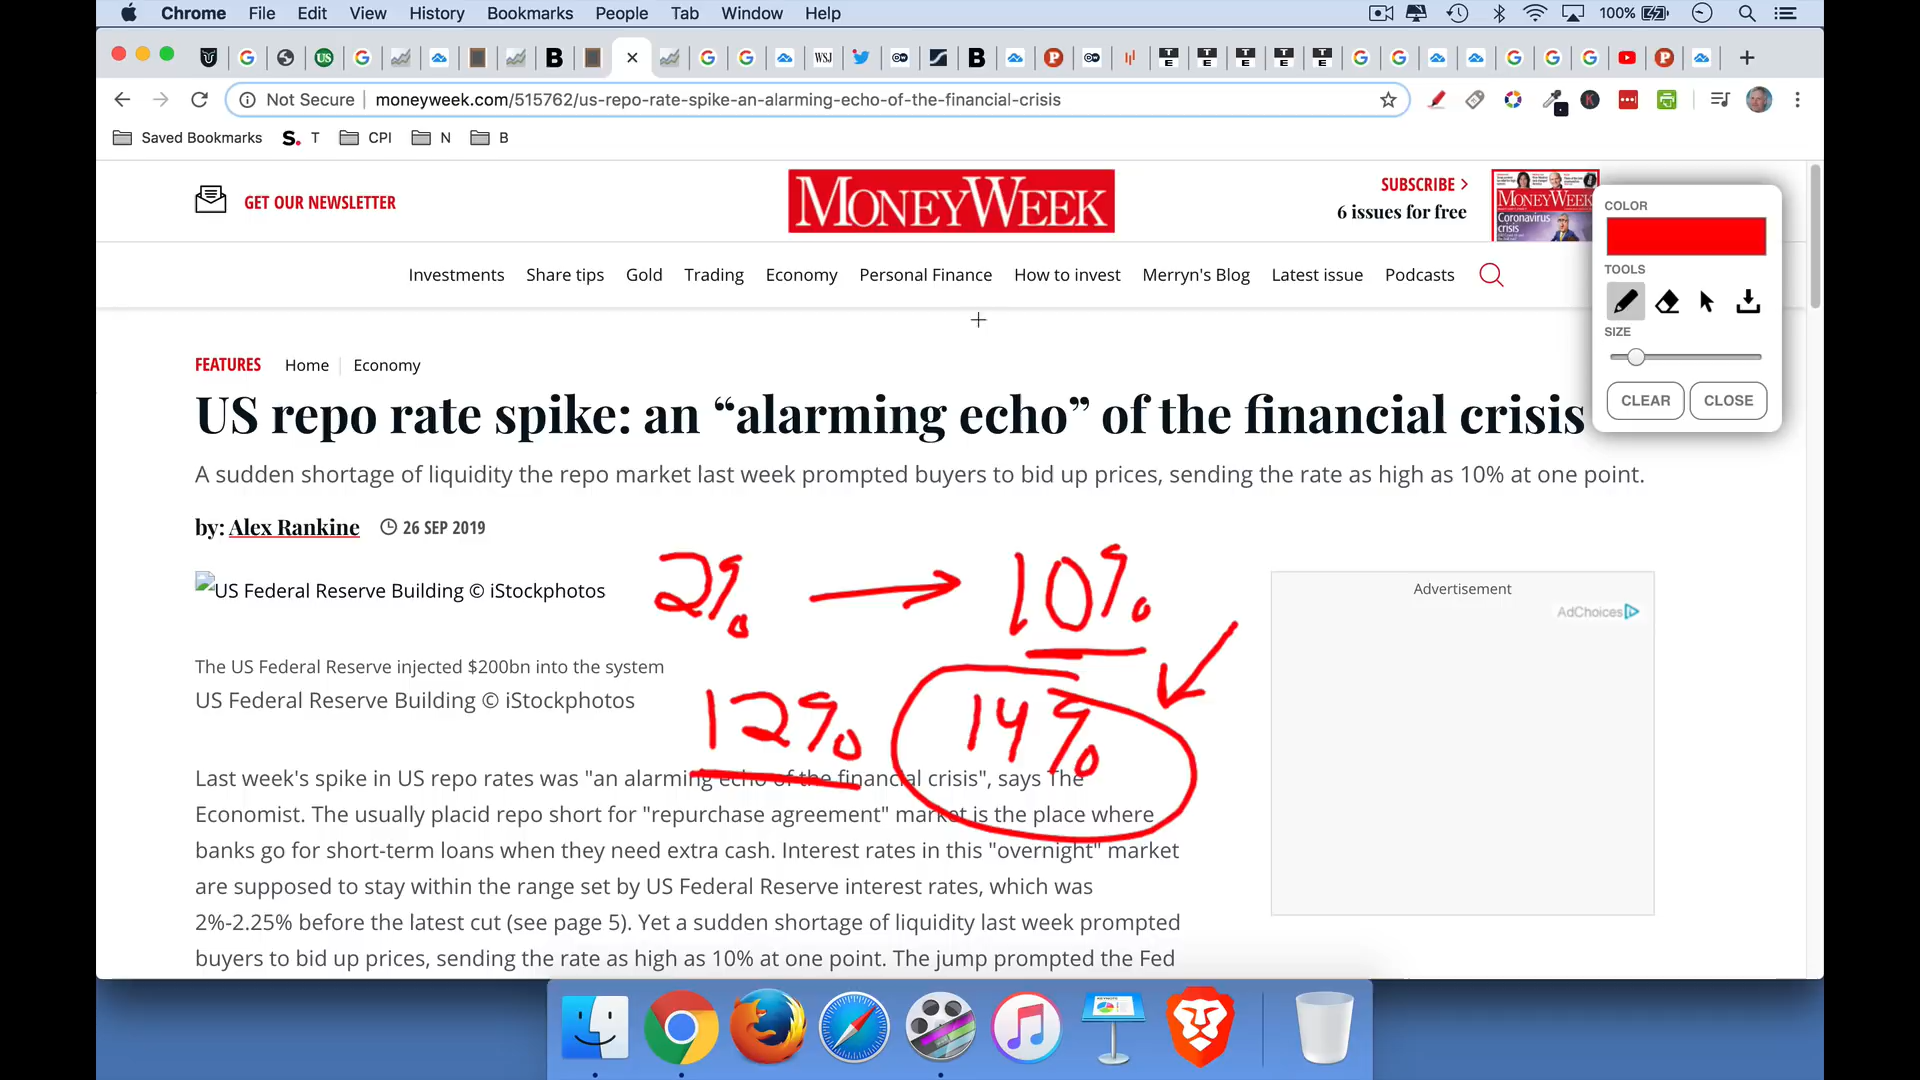 Chrome File Edit View History Bookmarks People Tab Window Help 100%
Not Secure moneyweek.com/515762/us-repo-rate-spike-an-alarming-echo-of-the-financial-crisis
Saved Bookmarks S. T CPI N B
GET OUR NEWSLETTER
MONEYWEEK
SUBSCRIBE >
6 issues for free
MONEYWEEK
Coronavirus
crisis
COLOR
TOOLS
SIZE
CLEAR CLOSE
Investments Share tips Gold Trading Economy Personal Finance How to invest Merryn's Blog Latest issue Podcasts
FEATURES Home Economy
US repo rate spike: an “alarming echo” of the financial crisis
A sudden shortage of liquidity the repo market last week prompted buyers to bid up prices, sending the rate as high as 10% at one point.
by: Alex Rankine 26 SEP 2019
US Federal Reserve Building © iStockphotos
2% 10%
Advertisement
AdChoices
The US Federal Reserve injected $200bn into the system
US Federal Reserve Building © iStockphotos
12% 14%
Last week's spike in US repo rates was "an alarming echo of the financial crisis", says The
Economist. The usually placid repo short for "repurchase agreement" market is the place where
banks go for short-term loans when they need extra cash. Interest rates in this "overnight" market
are supposed to stay within the range set by US Federal Reserve interest rates, which was
2%-2.25% before the latest cut (see page 5). Yet a sudden shortage of liquidity last week prompted
buyers to bid up prices, sending the rate as high as 10% at one point. The jump prompted the Fed